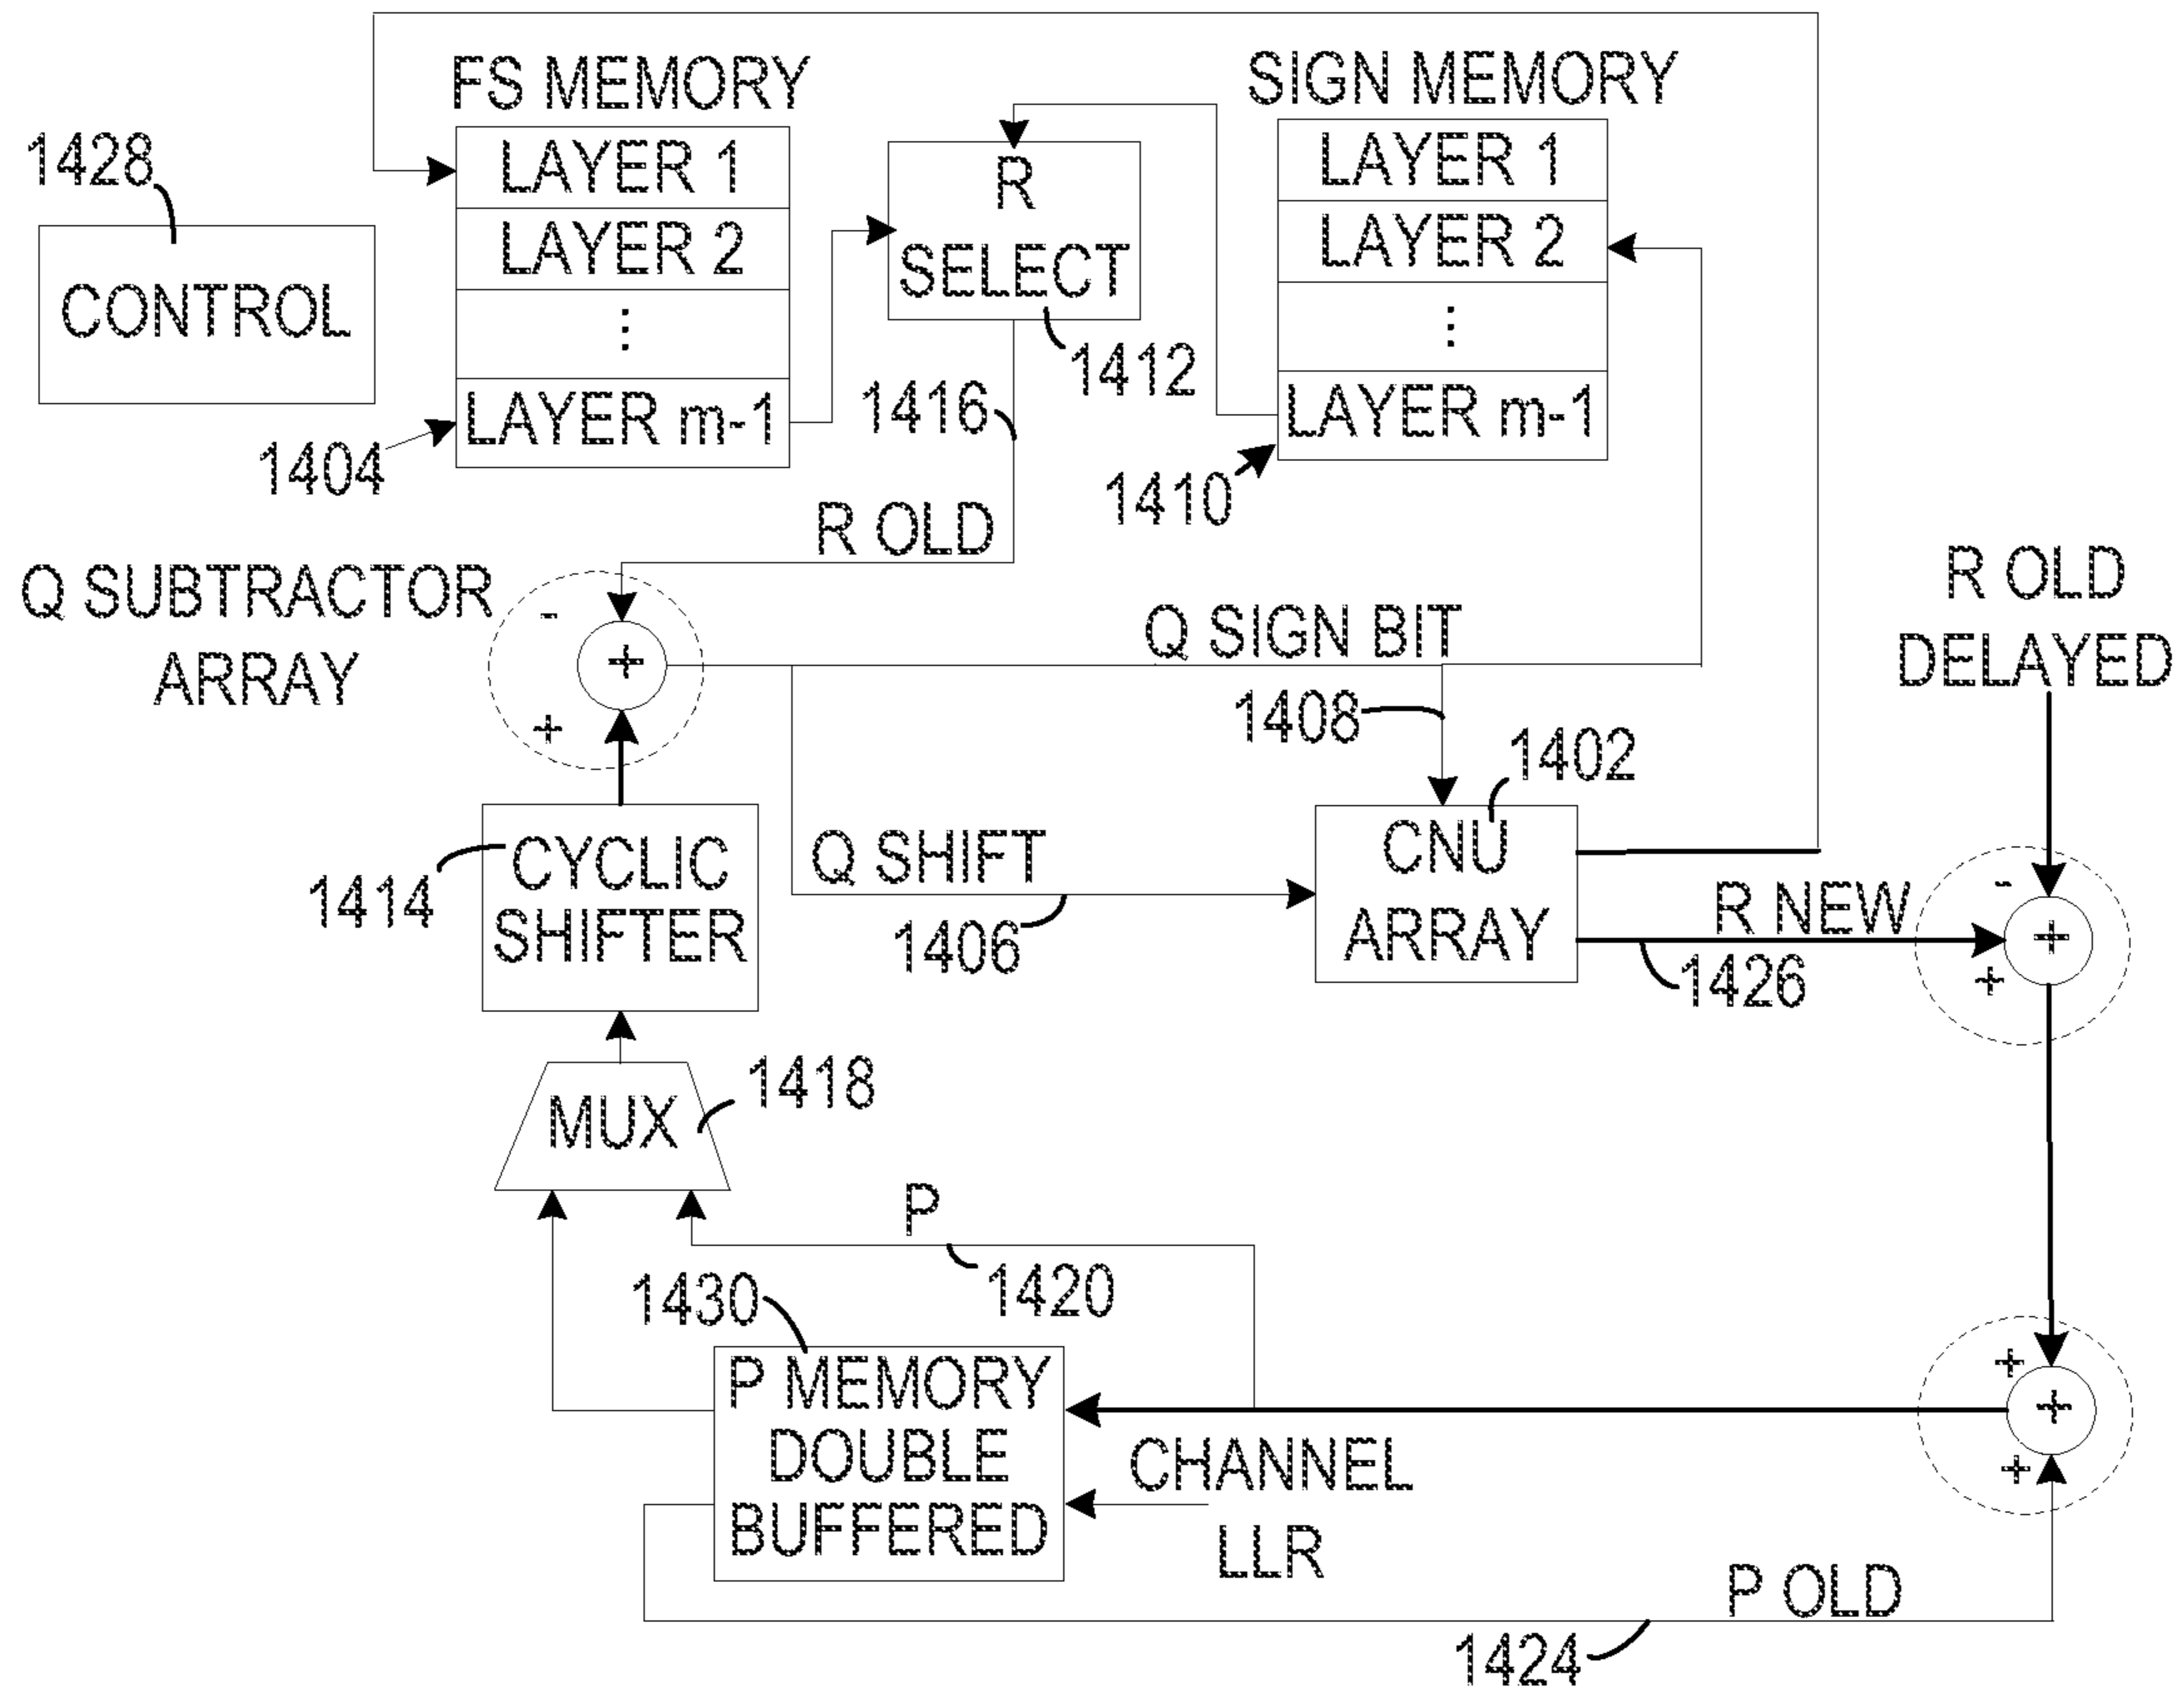 FS MEMORY
SIGN MEMORY
1428
CONTROL
LAYER 1
LAYER 2
⋮
LAYER m-1
1404
R
SELECT
1412
1416
LAYER 1
LAYER 2
⋮
LAYER m-1
1410
R OLD
Q SUBTRACTOR
ARRAY
-
+
+
Q SIGN BIT
1408
R OLD
DELAYED
1402
CYCLIC
SHIFTER
1414
Q SHIFT
1406
CNU
ARRAY
R NEW
1426
-
+
+
MUX
1418
P
1420
1430
P MEMORY
DOUBLE
BUFFERED
CHANNEL
LLR
+
+
+
P OLD
1424